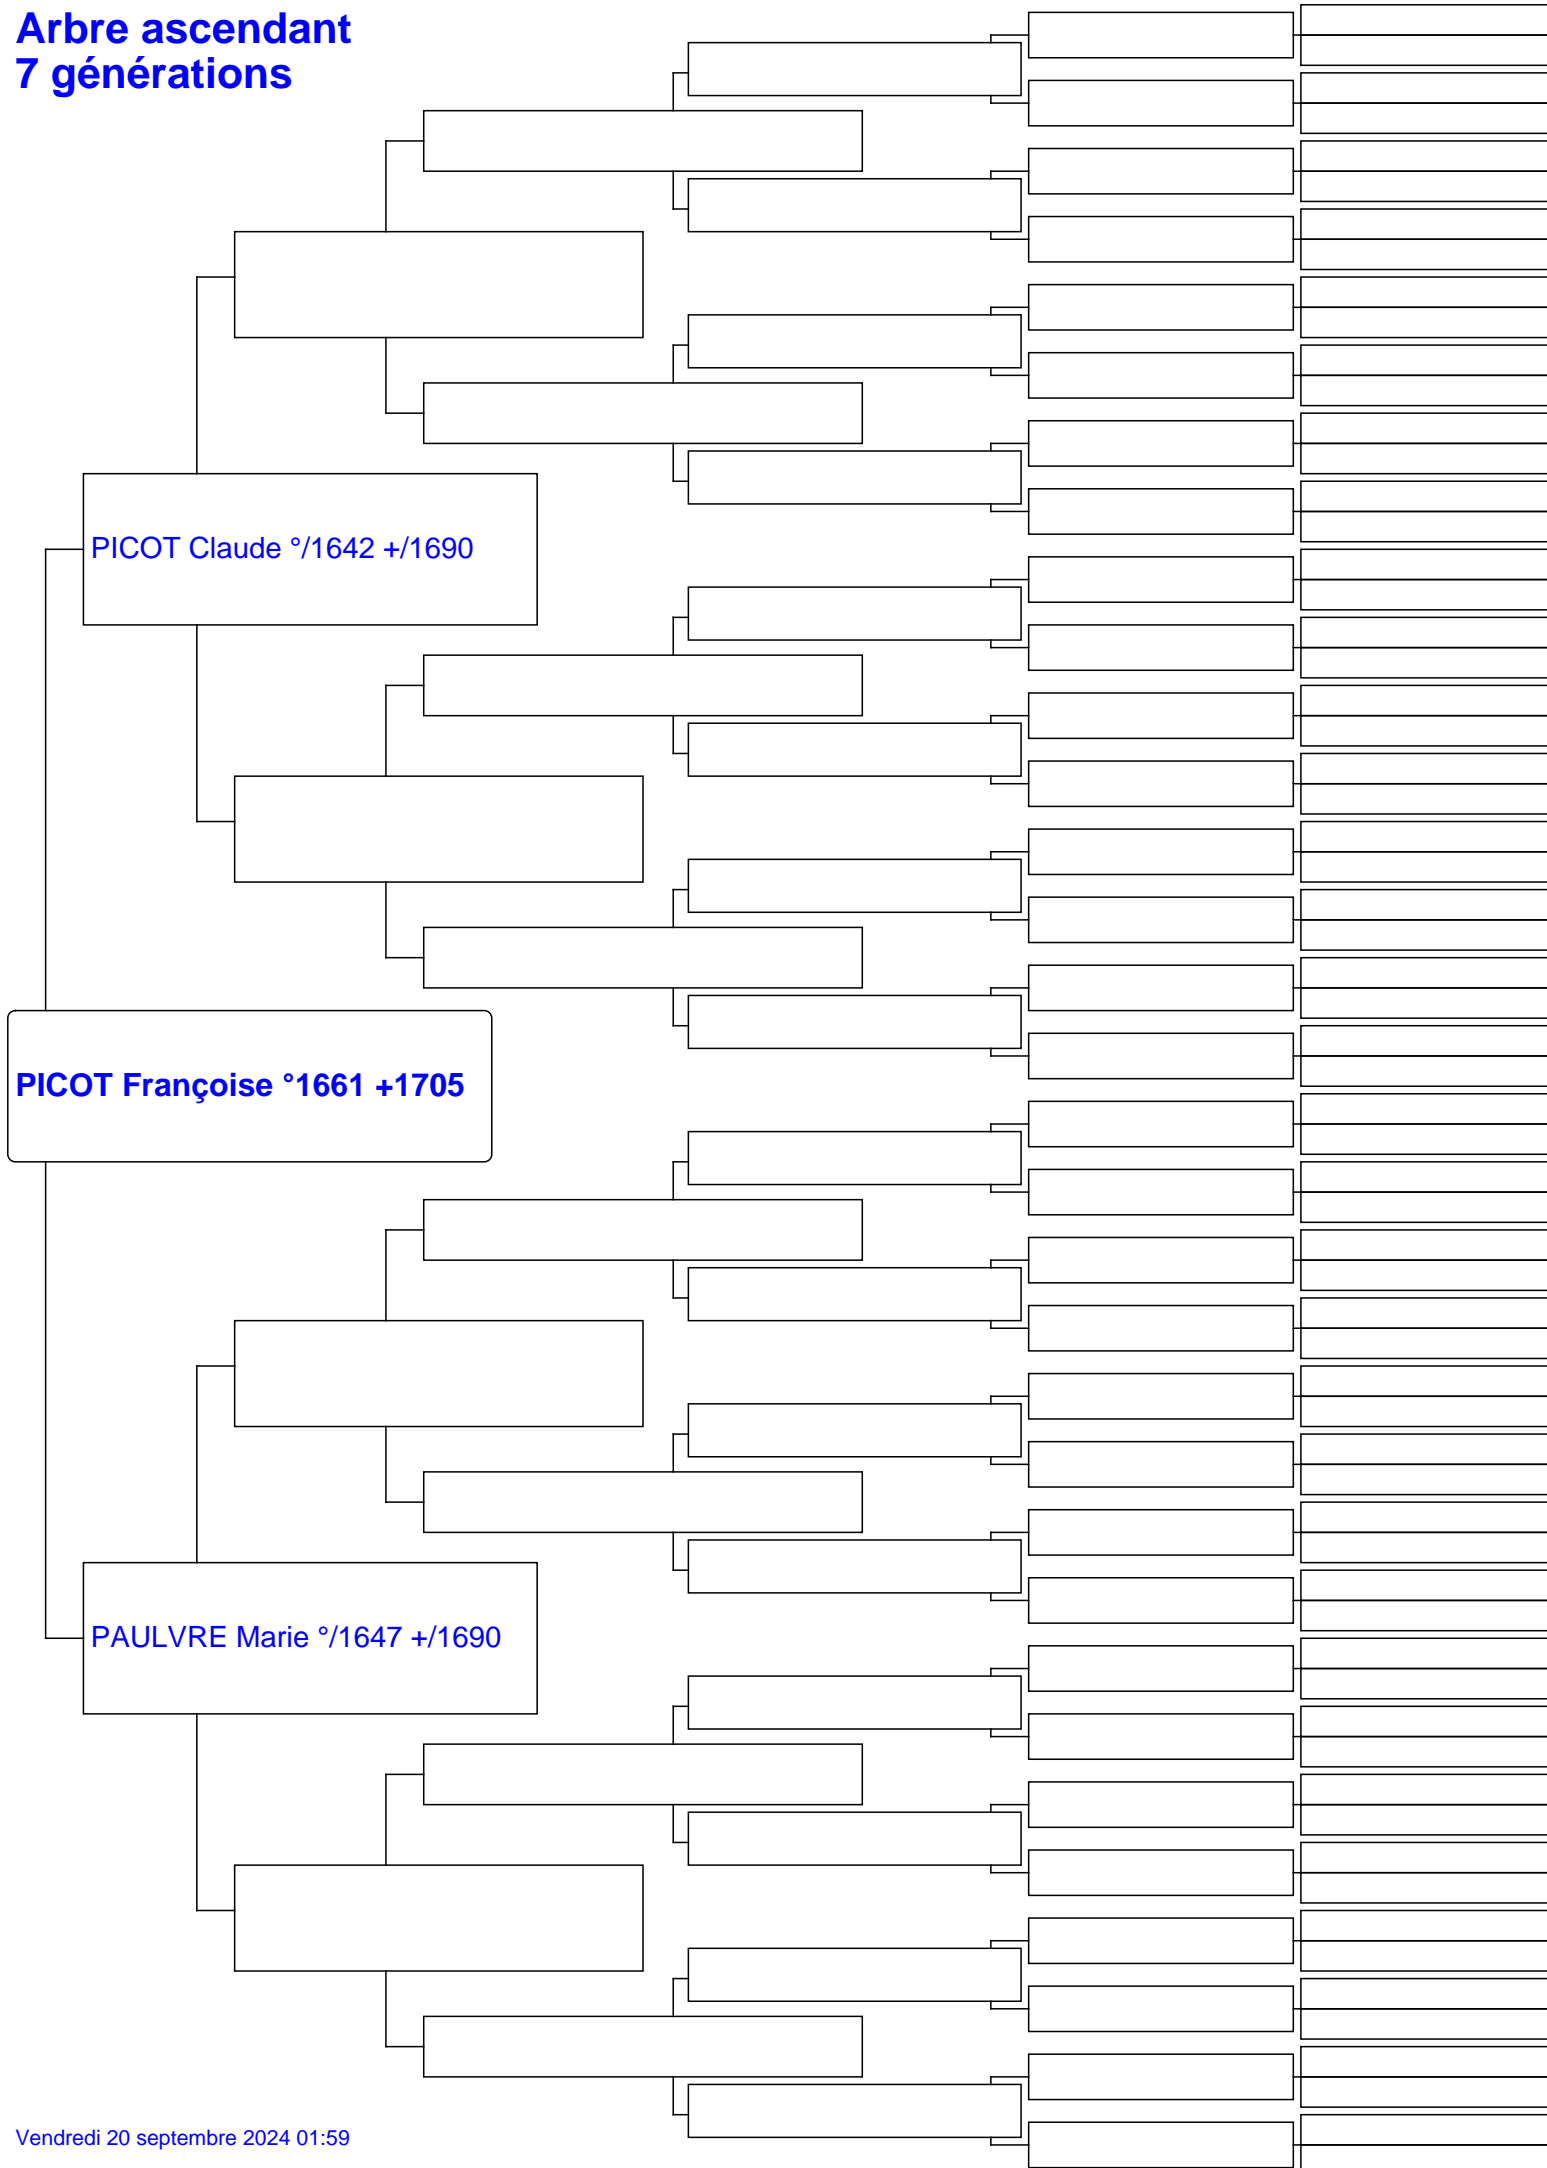 Arbre ascendant
7 générations
PICOT Claude °/1642 +/1690
PICOT Françoise °1661 +1705
PAULVRE Marie °/1647 +/1690
Vendredi 20 septembre 2024 01:59